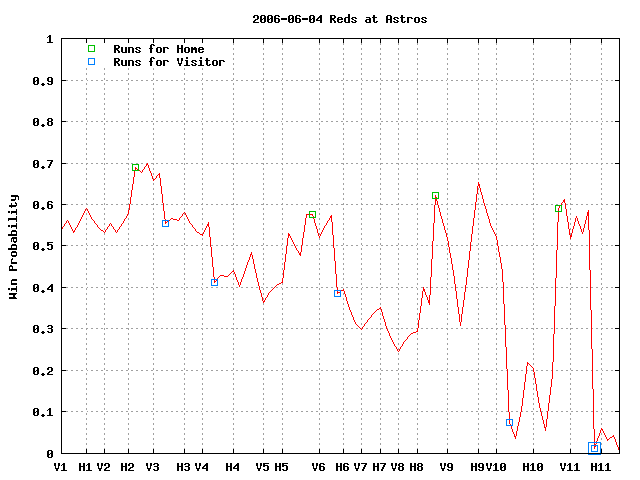 2006-06-04 Reds at Astros
Runs for Home
Runs for Visitor
Win Probability
1
0.9
0.8
0.7
0.6
0.5
0.4
0.3
0.2
0.1
0
V1 H1 V2 H2 V3 H3 V4 H4 V5 H5 V6 H6 V7 H7 V8 H8 V9 H9 V10 H10 V11 H11